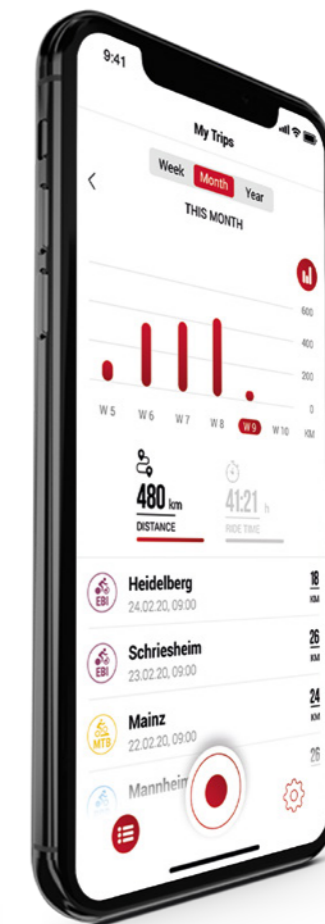 9:41
My Trips
Week Month Year
THIS MONTH
600
400
200
0
W 5 W 6 W 7 W 8 W 9 W 10 KM
480 km 41:21 h
DISTANCE RIDE TIME
Heidelberg 18
EBI 24.02.20, 09:00 KM
Schriesheim 26
EBI 23.02.20, 09:00 KM
Mainz 24
MTB 22.02.20, 09:00 KM
Mannheim 26